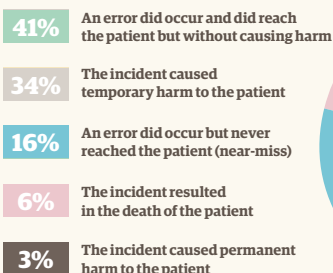 41%
An error did occur and did reach
the patient but without causing harm
34%
The incident caused
temporary harm to the patient
16%
An error did occur but never
reached the patient (near-miss)
6%
The incident resulted
in the death of the patient
3%
The incident caused permanent
harm to the patient